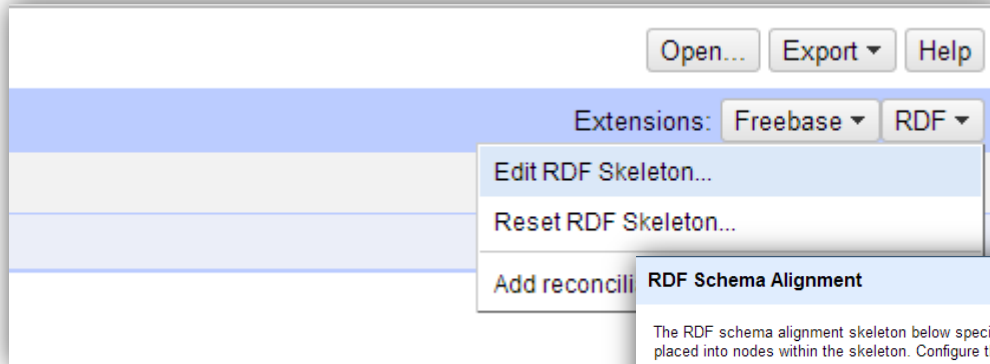 Open... Export Help
Extensions: Freebase RDF
Edit RDF Skeleton...
Reset RDF Skeleton...
Add
RDF Schema Alignment
The RDF schema alignment skeleton below
placed into nodes within the skeleton. Configure